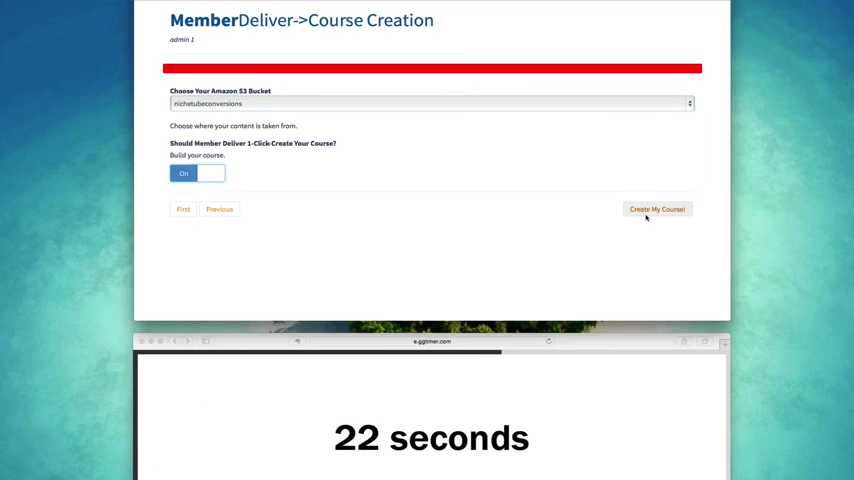 MemberDeliver->Course Creation
admin 1
Choose Your Amazon S3 Bucket
nichetubeconversions
Choose where your content is taken from.
Should Member Deliver 1-Click-Create Your Course?
Build your course.
On
First
Previous
Create My Course!
e.ggtimer.com
22 seconds